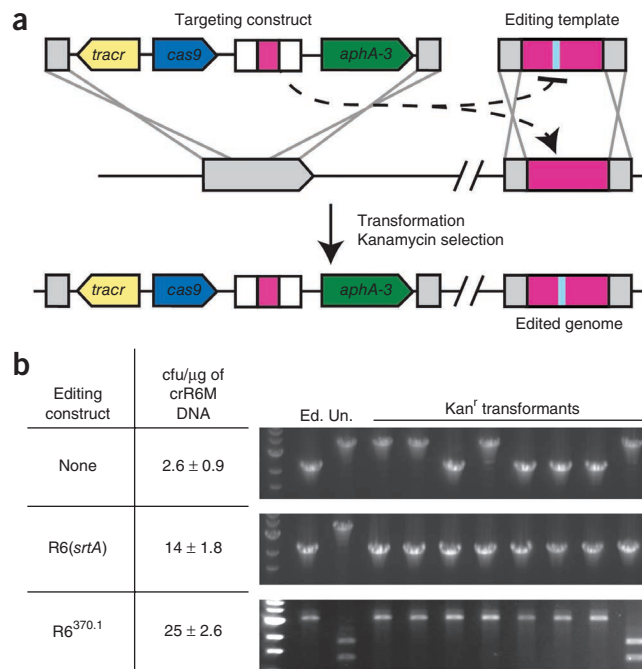 a
Targeting construct
Editing template
tracr cas9 aphA-3
Transformation
Kanamycin selection
tracr cas9 aphA-3
Edited genome
b
Editing construct
cfu/μg of crR6M DNA
Ed. Un. Kanʳ transformants
None 2.6 ± 0.9
R6(srtA) 14 ± 1.8
R6³⁷⁰·¹ 25 ± 2.6